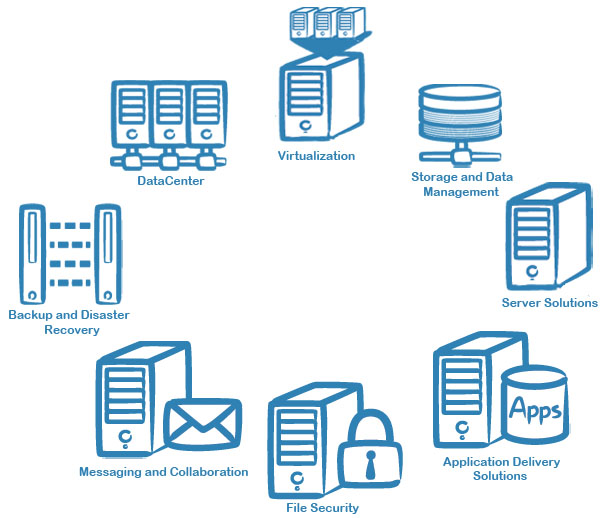 Virtualization
DataCenter
Storage and Data
Management
Server Solutions
Backup and Disaster
Recovery
Apps
Application Delivery
Solutions
Messaging and Collaboration
File Security